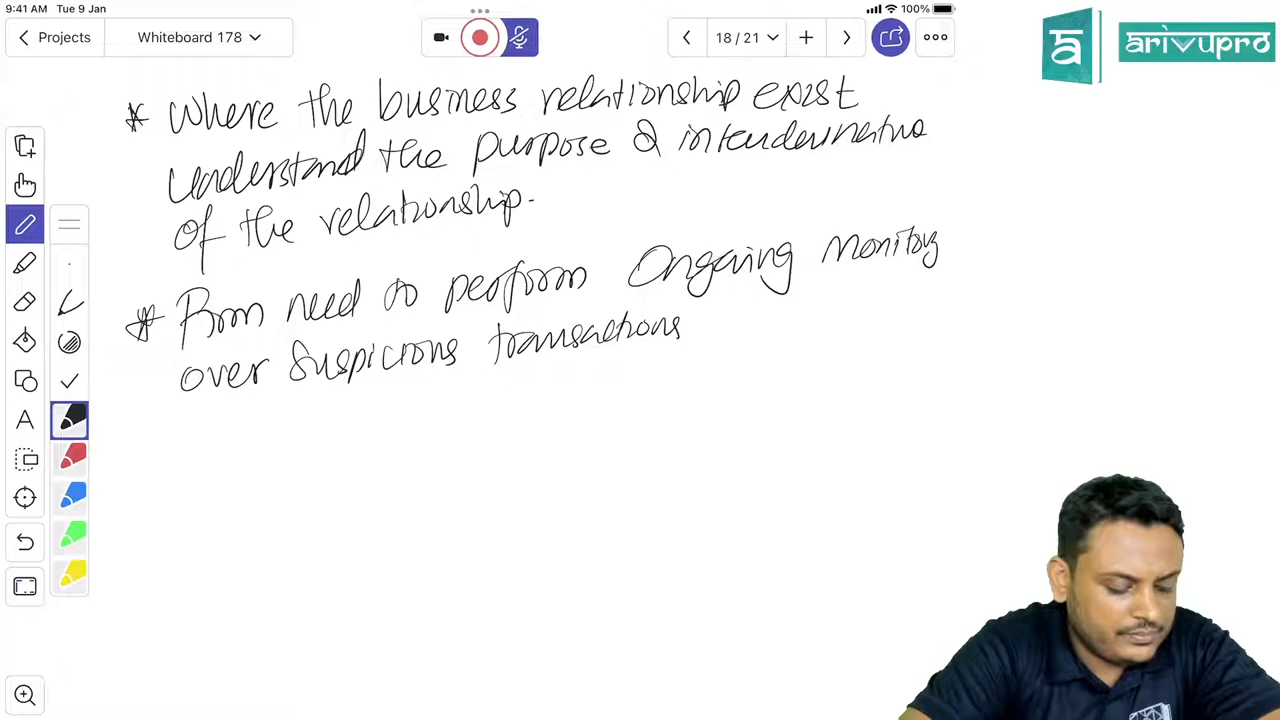 9:41 AM Tue 9 Jan
100%
Projects
Whiteboard 178
18 / 21
a
arivupro
* Where the business relationship exist
understand the purpose & intended nature
of the relationship.
* Firm need to perform Ongoing Monitoring
over Suspicious transactions
A